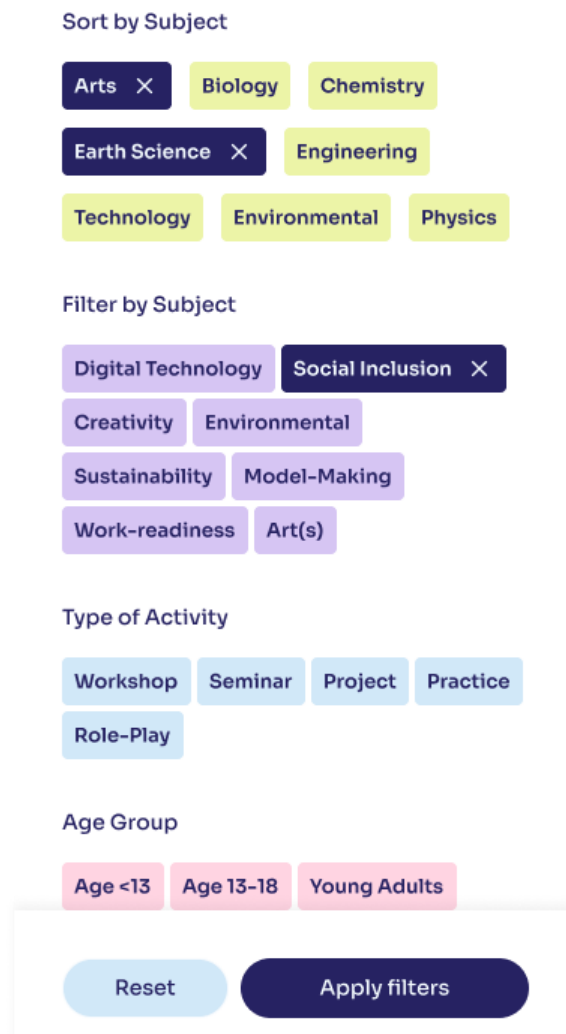 Sort by Subject
Arts × Biology Chemistry
Earth Science × Engineering
Technology Environmental Physics
Filter by Subject
Digital Technology Social Inclusion ×
Creativity Environmental
Sustainability Model-Making
Work-readiness Art(s)
Type of Activity
Workshop Seminar Project Practice
Role-Play
Age Group
Age <13 Age 13-18 Young Adults
Reset Apply filters